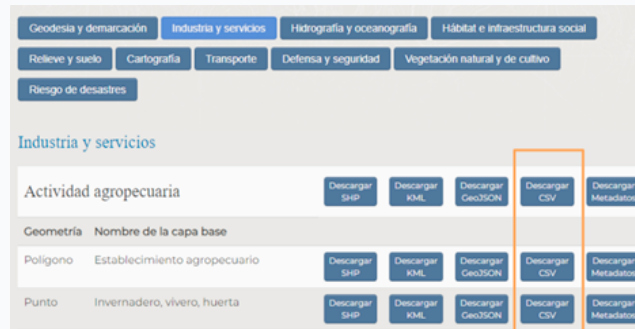 Geodesia y demarcación Industria y servicios Hidrografía y oceanografía Hábitat e infraestructura social
Relieve y suelo Cartografía Transporte Defensa y seguridad Vegetación natural y de cultivo
Riesgo de desastres
Industria y servicios
Actividad agropecuaria Descargar SHP Descargar KML Descargar GeoJSON Descargar CSV Descargar Metadatos
Geometría Nombre de la capa base
Polígono Establecimiento agropecuario Descargar SHP Descargar KML Descargar GeoJSON Descargar CSV Descargar Metadatos
Punto Invernadero, vivero, huerta Descargar SHP Descargar KML Descargar GeoJSON Descargar CSV Descargar Metadatos